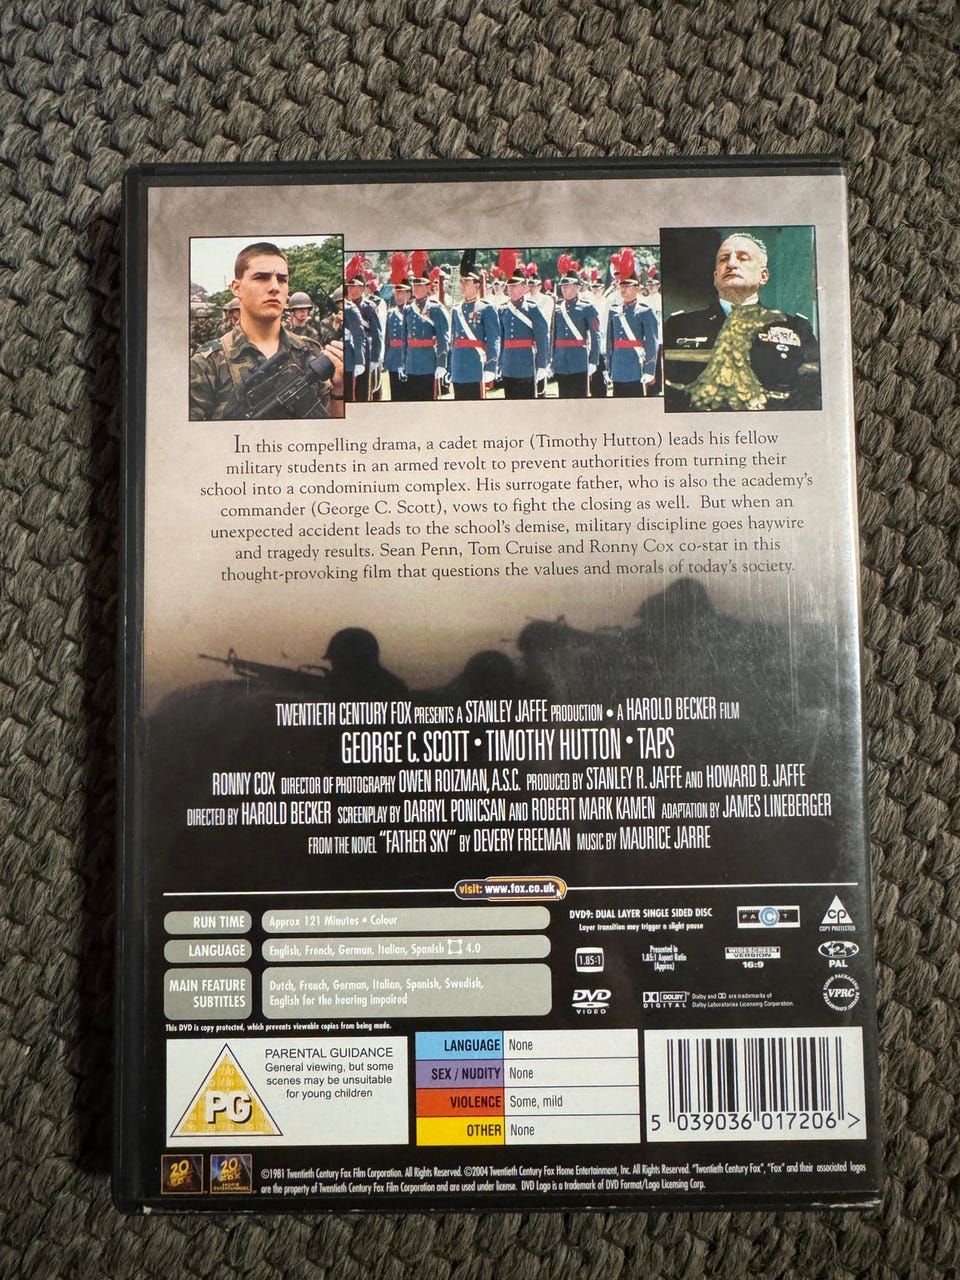 In this compelling drama, a cadet major (Timothy Hutton) leads his fellow
military students in an armed revolt to prevent authorities from turning their
school into a condominium complex. His surrogate father, who is also the academy's
commander (George C. Scott), vows to fight the closing as well. But when an
unexpected accident leads to the school's demise, military discipline goes haywire
and tragedy results. Sean Penn, Tom Cruise and Ronny Cox co-star in this
thought-provoking film that questions the values and morals of today's society.
TWENTIETH CENTURY FOX PRESENTS A STANLEY JAFFE PRODUCTION • A HAROLD BECKER FILM
GEORGE C. SCOTT • TIMOTHY HUTTON • TAPS
RONNY COX DIRECTOR OF PHOTOGRAPHY OWEN ROIZMAN, A.S.C. PRODUCED BY STANLEY R. JAFFE AND HOWARD B. JAFFE
DIRECTED BY HAROLD BECKER SCREENPLAY BY DARRYL PONICSAN AND ROBERT MARK KAMEN ADAPTATION BY JAMES LINEBERGER
FROM THE NOVEL "FATHER SKY" BY DEVERY FREEMAN MUSIC BY MAURICE JARRE
visit: www.fox.co.uk
RUN TIME Approx 121 Minutes • Colour
LANGUAGE English, French, German, Italian, Spanish 4.0
MAIN FEATURE SUBTITLES
Dutch, French, German, Italian, Spanish, Swedish,
English for the hearing impaired
DVD9: DUAL LAYER SINGLE SIDED DISC
Layer transition may trigger a slight pause
FACT
CP
COPY PROTECTED
1.85:1
Presented in
1.85:1 Aspect Ratio
(Approx)
WIDESCREEN
VERSION
16:9
2
PAL
DVD
VIDEO
DOLBY
DIGITAL
Dolby and DD are trademarks of
Dolby Laboratories Licensing Corporation.
VPRC
This DVD is copy protected, which prevents viewable copies from being made.
PG
PARENTAL GUIDANCE
General viewing, but some
scenes may be unsuitable
for young children
LANGUAGE None
SEX / NUDITY None
VIOLENCE Some, mild
OTHER None
5 039036 017206 >
©1981 Twentieth Century Fox Film Corporation. All Rights Reserved. ©2004 Twentieth Century Fox Home Entertainment, Inc. All Rights Reserved. "Twentieth Century Fox", "Fox" and their associated logos
are the property of Twentieth Century Fox Film Corporation and are used under license. DVD Logo is a trademark of DVD Format/Logo Licensing Corp.